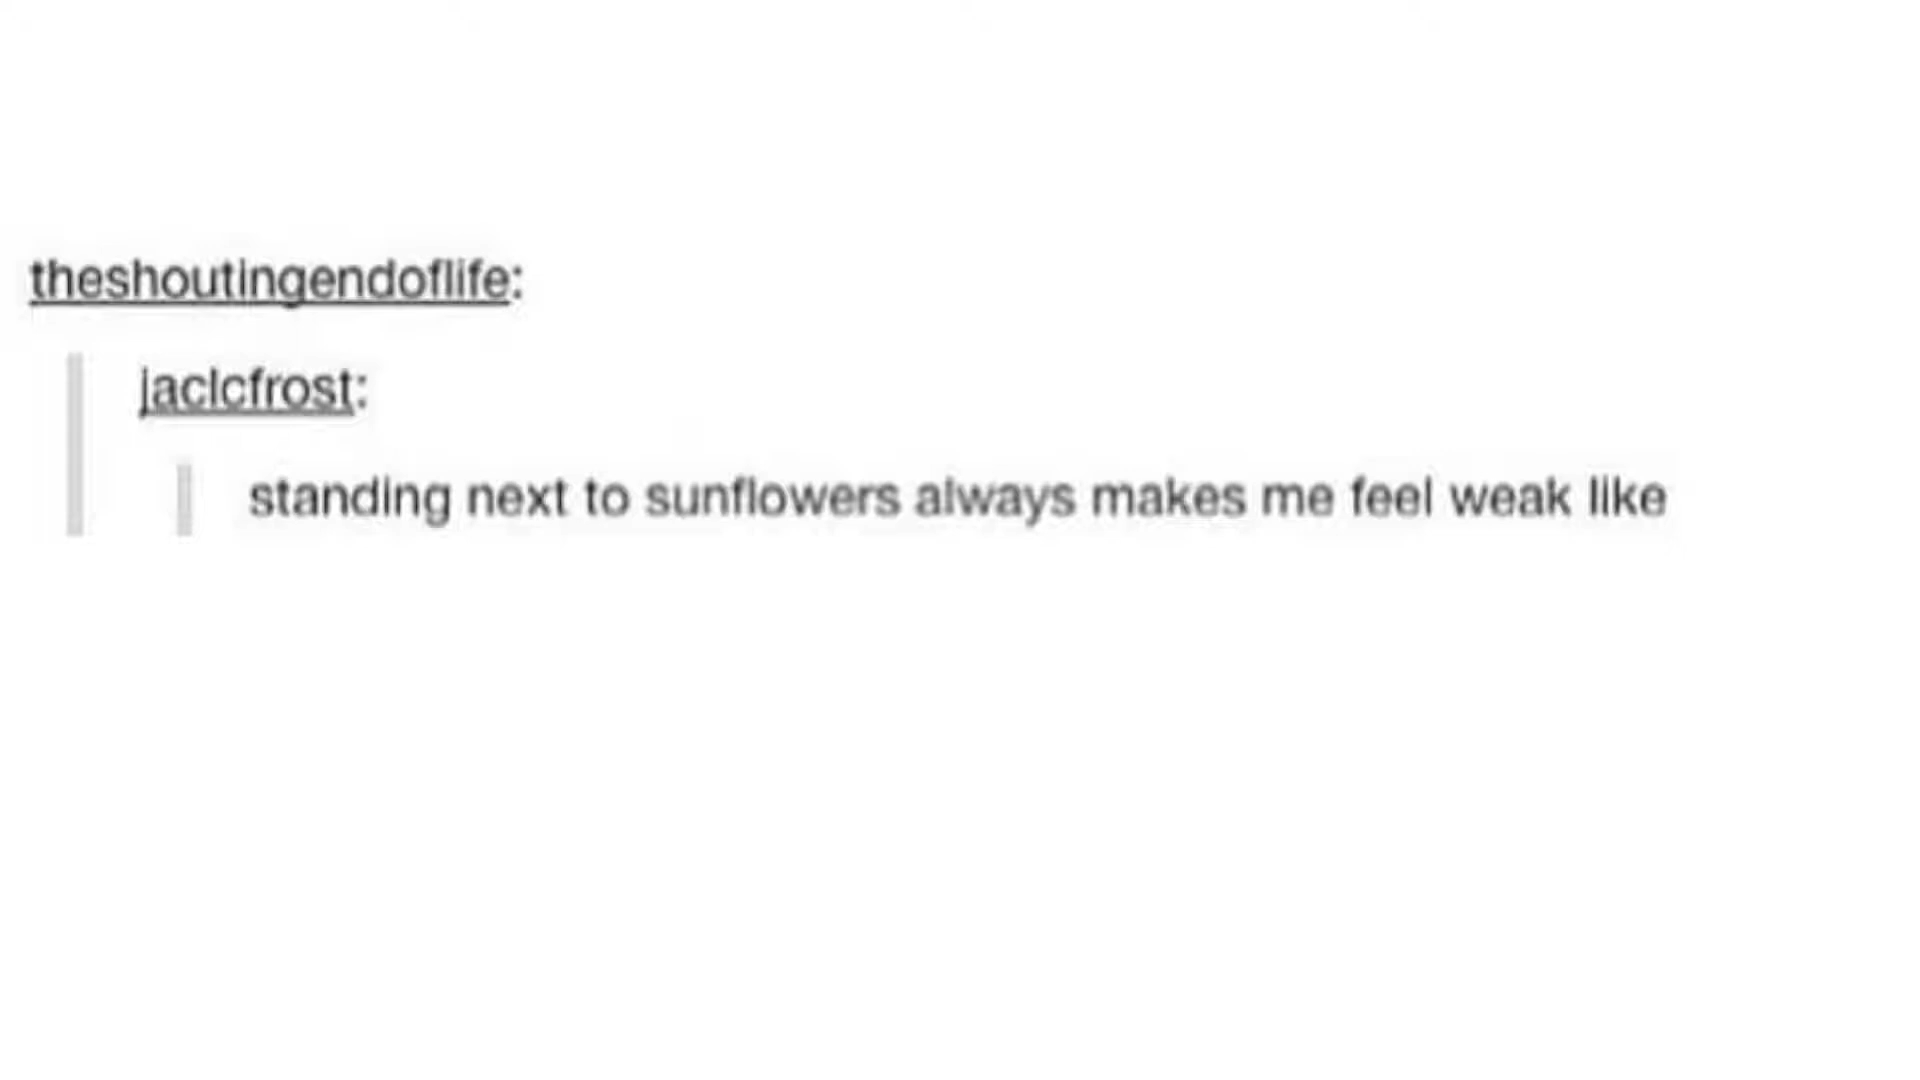 theshoutingendoflife:
jaclcfrost:
standing next to sunflowers always makes me feel weak like